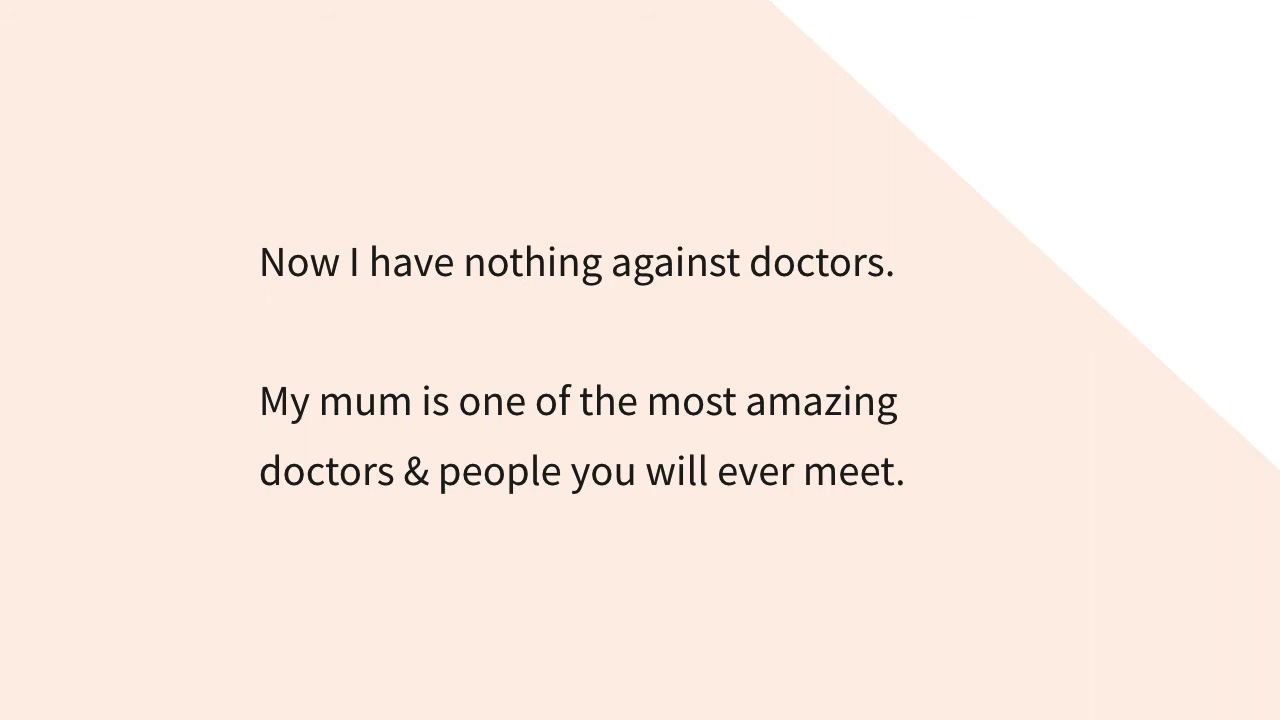 Now I have nothing against doctors.
My mum is one of the most amazing
doctors & people you will ever meet.